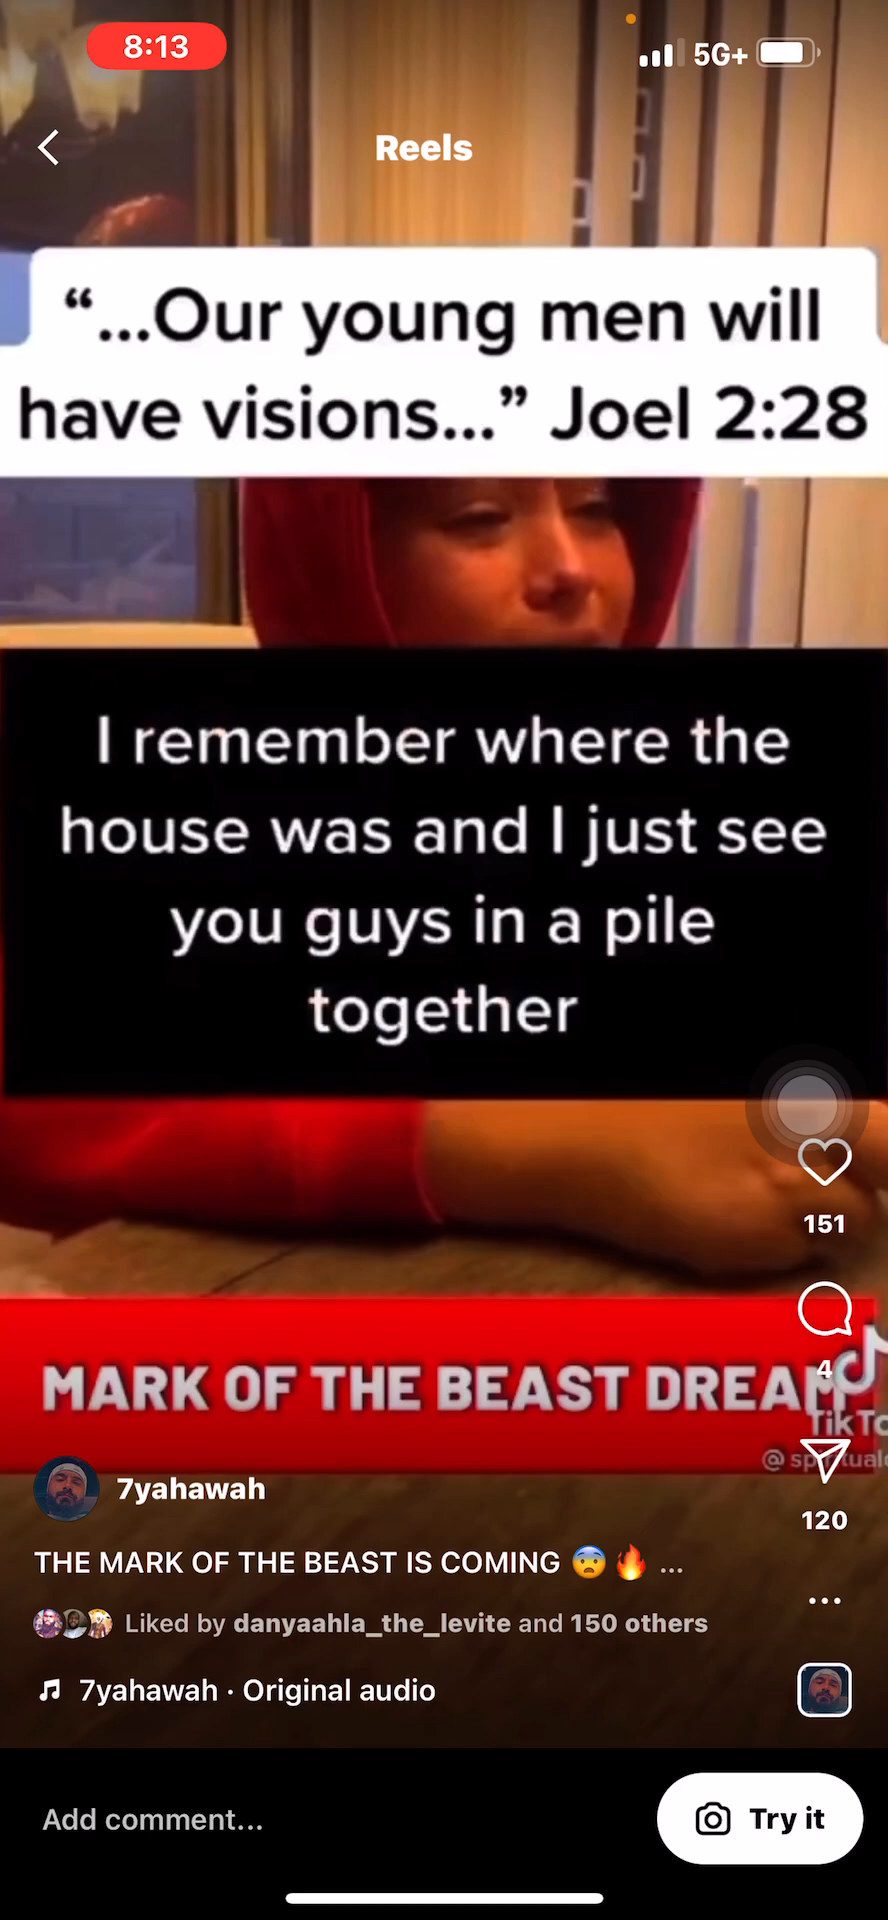 8:13
5G+
Reels
“...Our young men will
have visions...” Joel 2:28
I remember where the
house was and I just see
you guys in a pile
together
151
4
MARK OF THE BEAST DREAM
TikTo
@
7yahawah
120
THE MARK OF THE BEAST IS COMING 😨 🔥 ...
Liked by danyaahla_the_levite and 150 others
7yahawah · Original audio
Add comment...
Try it